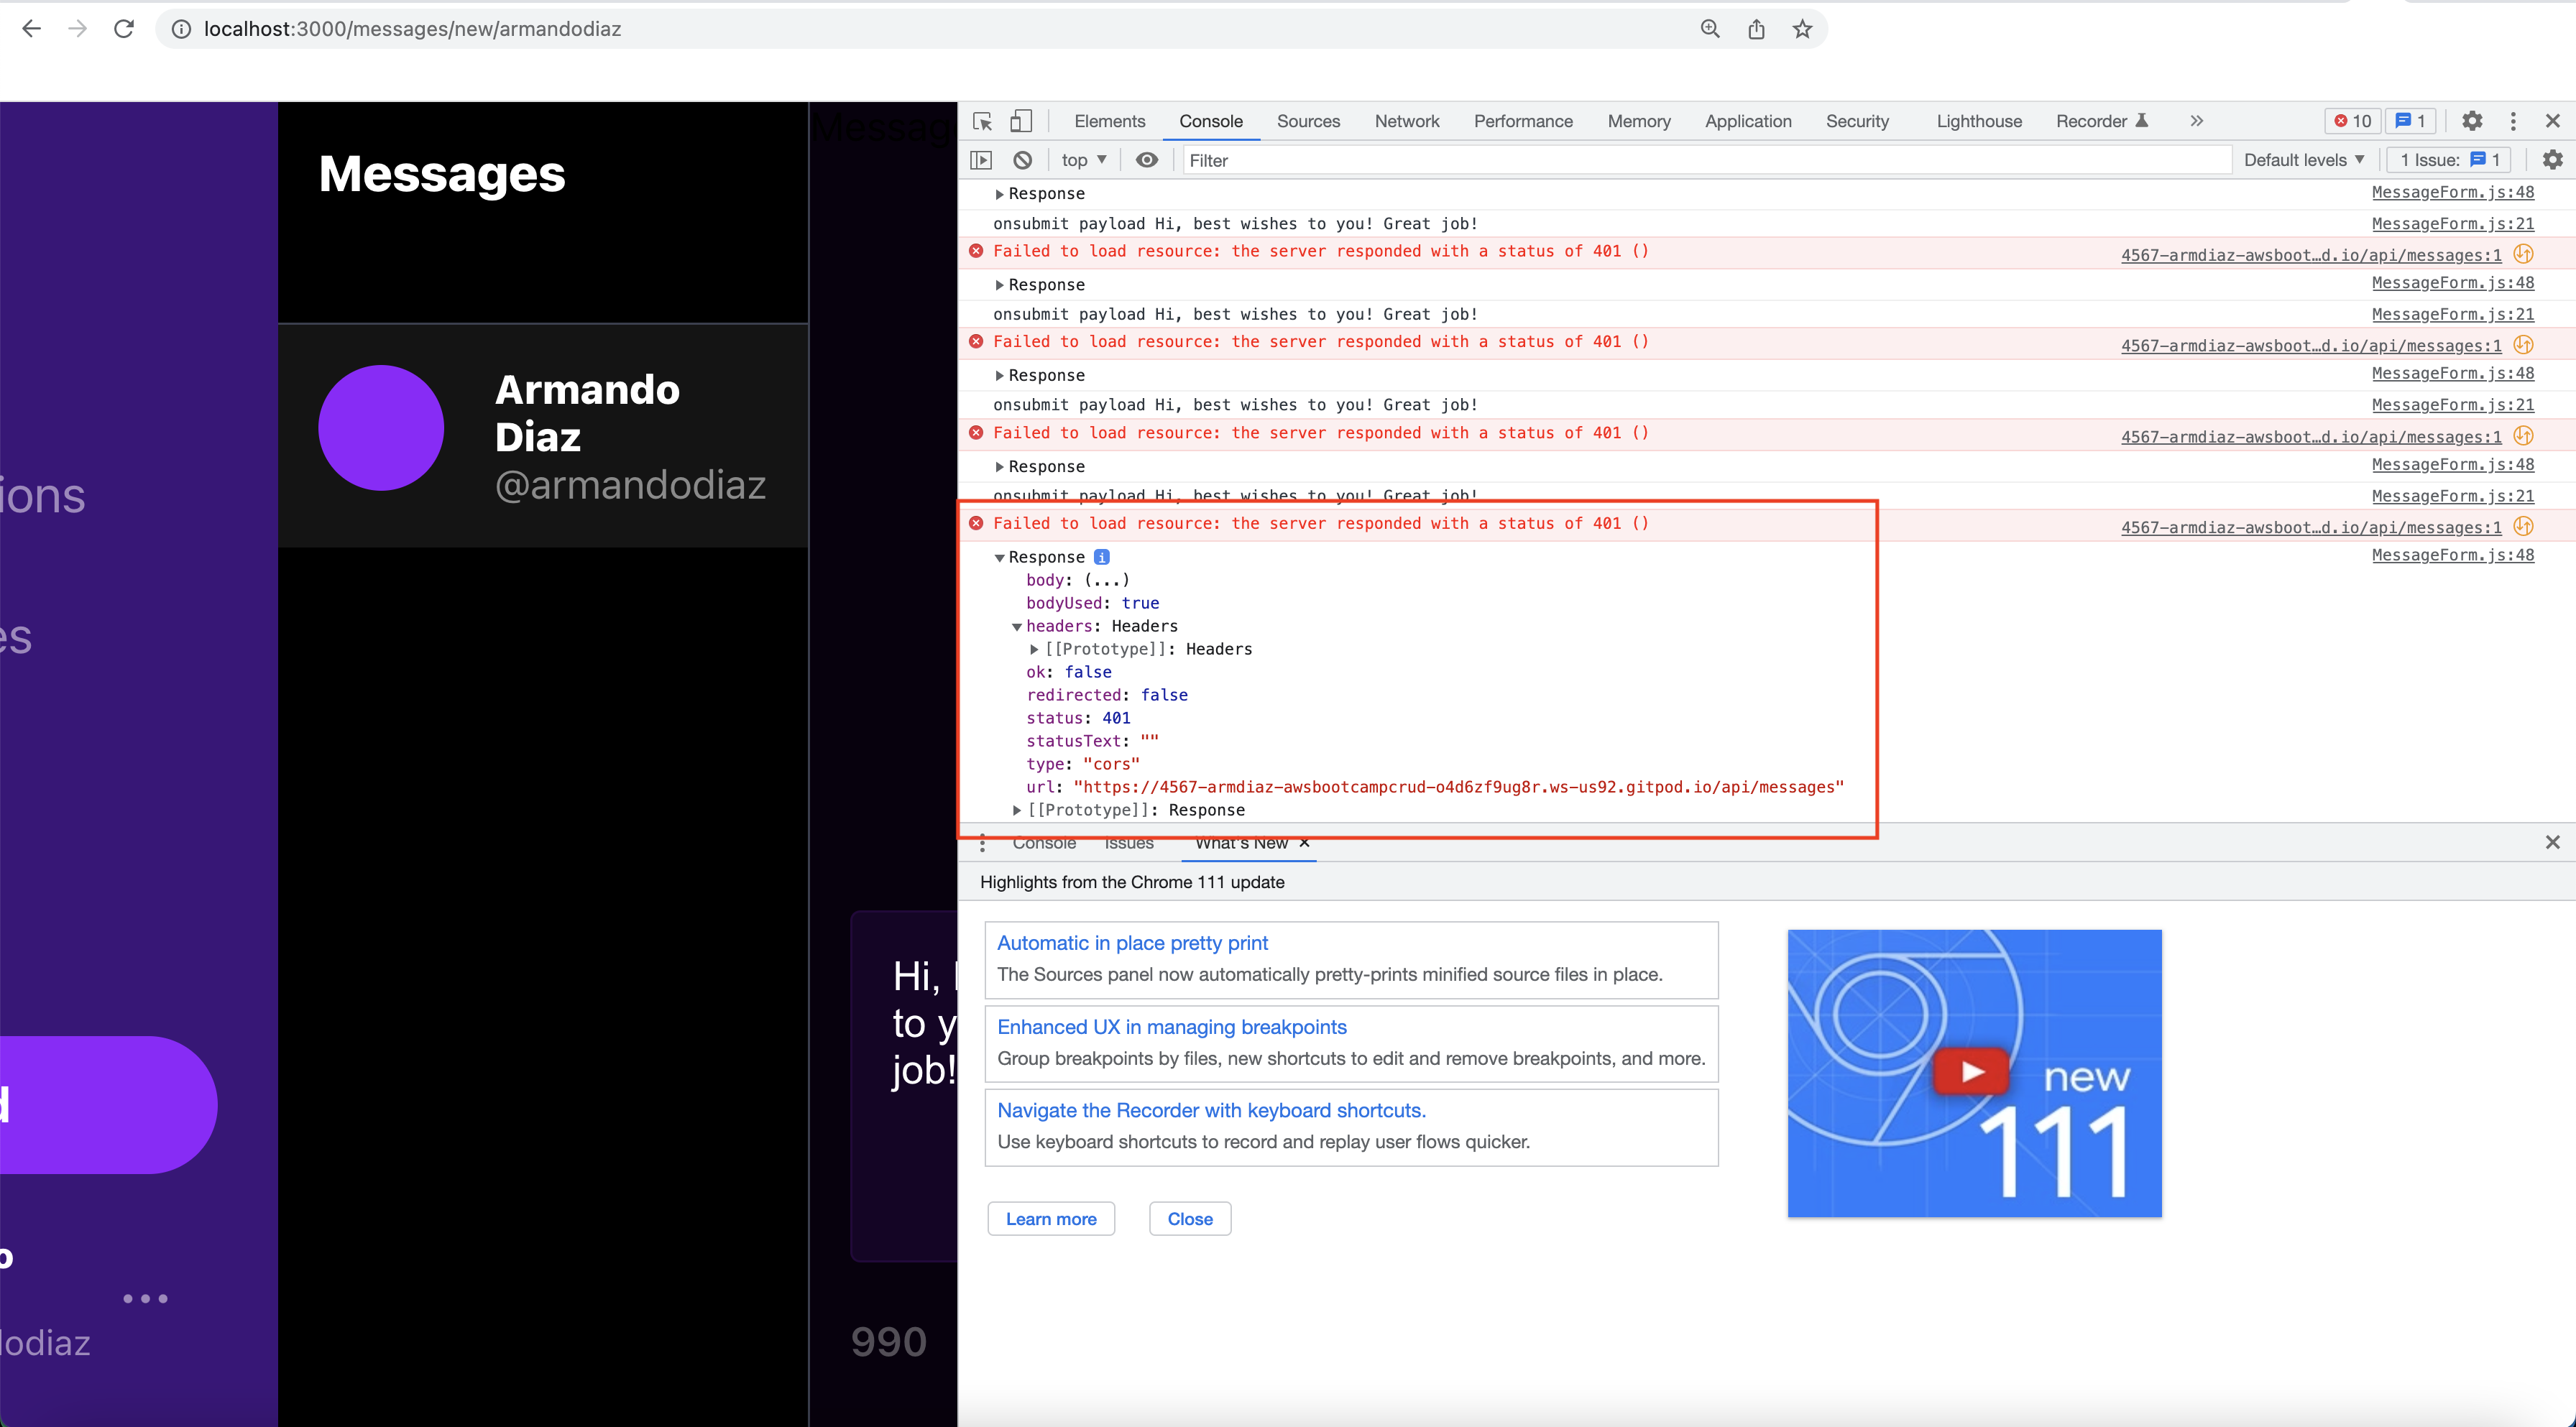 localhost:3000/messages/new/armandodiaz
Messages
Armando
Diaz
@armandodiaz
ions
es
d
o
dodiaz
Messag
Hi,
to y
job!
990
Elements Console Sources Network Performance Memory Application Security Lighthouse Recorder 10 1
top Filter Default levels 1 Issue: 1
Response MessageForm.js:48
onsubmit payload Hi, best wishes to you! Great job! MessageForm.js:21
Failed to load resource: the server responded with a status of 401 () 4567-armdiaz-awsboot…d.io/api/messages:1
Response MessageForm.js:48
onsubmit payload Hi, best wishes to you! Great job! MessageForm.js:21
Failed to load resource: the server responded with a status of 401 () 4567-armdiaz-awsboot…d.io/api/messages:1
Response MessageForm.js:48
onsubmit payload Hi, best wishes to you! Great job! MessageForm.js:21
Failed to load resource: the server responded with a status of 401 () 4567-armdiaz-awsboot…d.io/api/messages:1
Response MessageForm.js:48
onsubmit payload Hi, best wishes to you! Great job! MessageForm.js:21
Failed to load resource: the server responded with a status of 401 () 4567-armdiaz-awsboot…d.io/api/messages:1
Response i MessageForm.js:48
body: (...)
bodyUsed: true
headers: Headers
[[Prototype]]: Headers
ok: false
redirected: false
status: 401
statusText: ""
type: "cors"
url: "https://4567-armdiaz-awsbootcampcrud-o4d6zf9ug8r.ws-us92.gitpod.io/api/messages"
[[Prototype]]: Response
Console Issues What's New
Highlights from the Chrome 111 update
Automatic in place pretty print
The Sources panel now automatically pretty-prints minified source files in place.
Enhanced UX in managing breakpoints
Group breakpoints by files, new shortcuts to edit and remove breakpoints, and more.
Navigate the Recorder with keyboard shortcuts.
Use keyboard shortcuts to record and replay user flows quicker.
Learn more Close
new
111